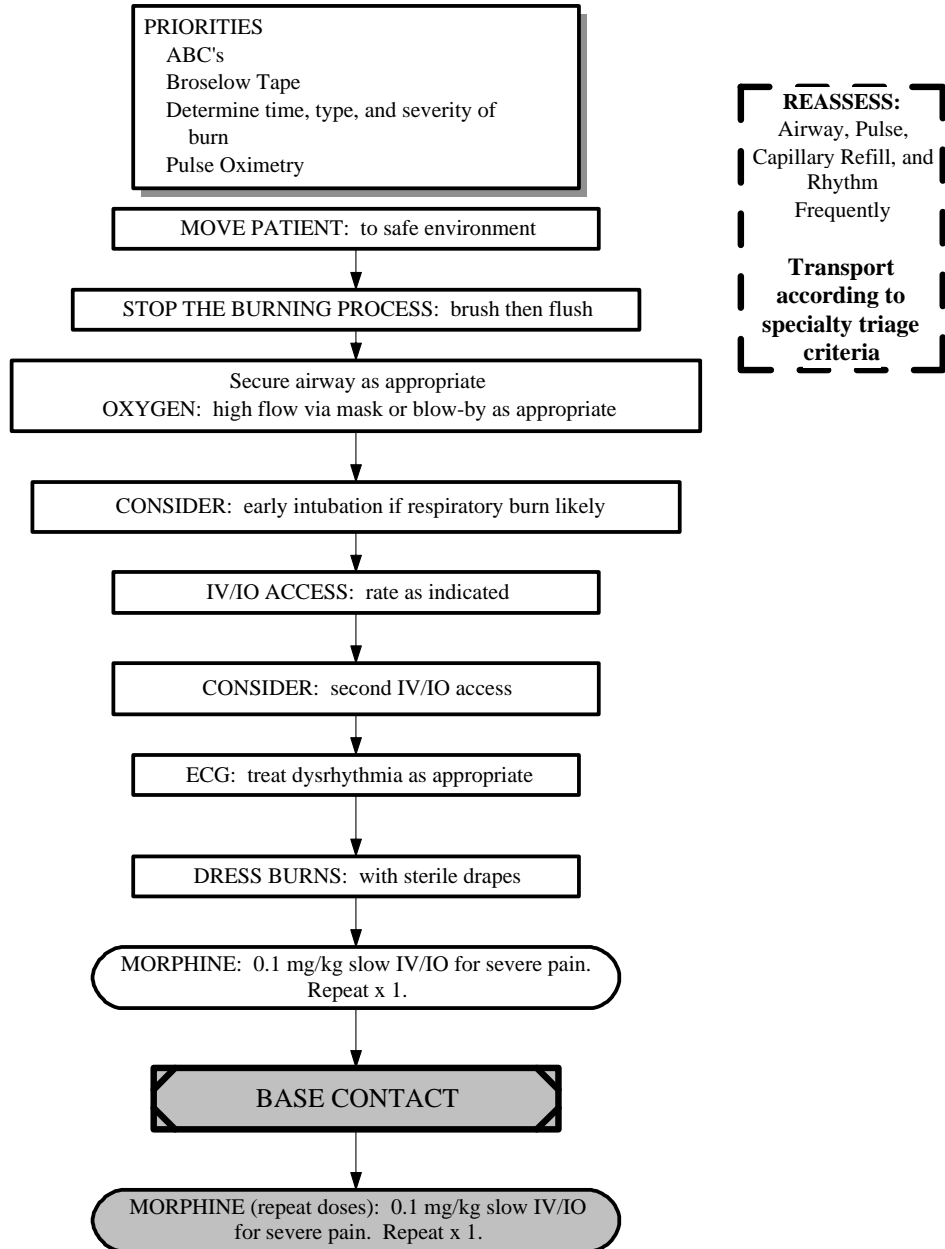 PRIORITIES
ABC's
Broselow Tape
Determine time, type, and severity of
burn
Pulse Oximetry
REASSESS:
Airway, Pulse,
Capillary Refill, and
Rhythm
Frequently
Transport
according to
specialty triage
criteria
MOVE PATIENT: to safe environment
STOP THE BURNING PROCESS: brush then flush
Secure airway as appropriate
OXYGEN: high flow via mask or blow-by as appropriate
CONSIDER: early intubation if respiratory burn likely
IV/IO ACCESS: rate as indicated
CONSIDER: second IV/IO access
ECG: treat dysrhythmia as appropriate
DRESS BURNS: with sterile drapes
MORPHINE: 0.1 mg/kg slow IV/IO for severe pain.
Repeat x 1.
BASE CONTACT
MORPHINE (repeat doses): 0.1 mg/kg slow IV/IO
for severe pain. Repeat x 1.